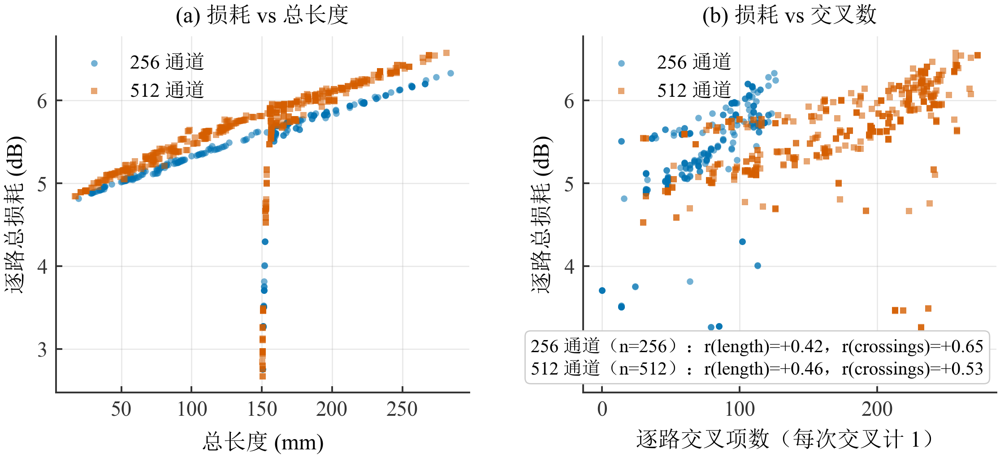 (a) 损耗 vs 总长度
256 通道
512 通道
逐路总损耗 (dB)
6
5
4
3
50 100 150 200 250
总长度 (mm)
(b) 损耗 vs 交叉数
256 通道
512 通道
逐路总损耗 (dB)
6
5
4
256 通道（n=256）：r(length)=+0.42，r(crossings)=+0.65
512 通道（n=512）：r(length)=+0.46，r(crossings)=+0.53
0 100 200
逐路交叉项数（每次交叉计 1）